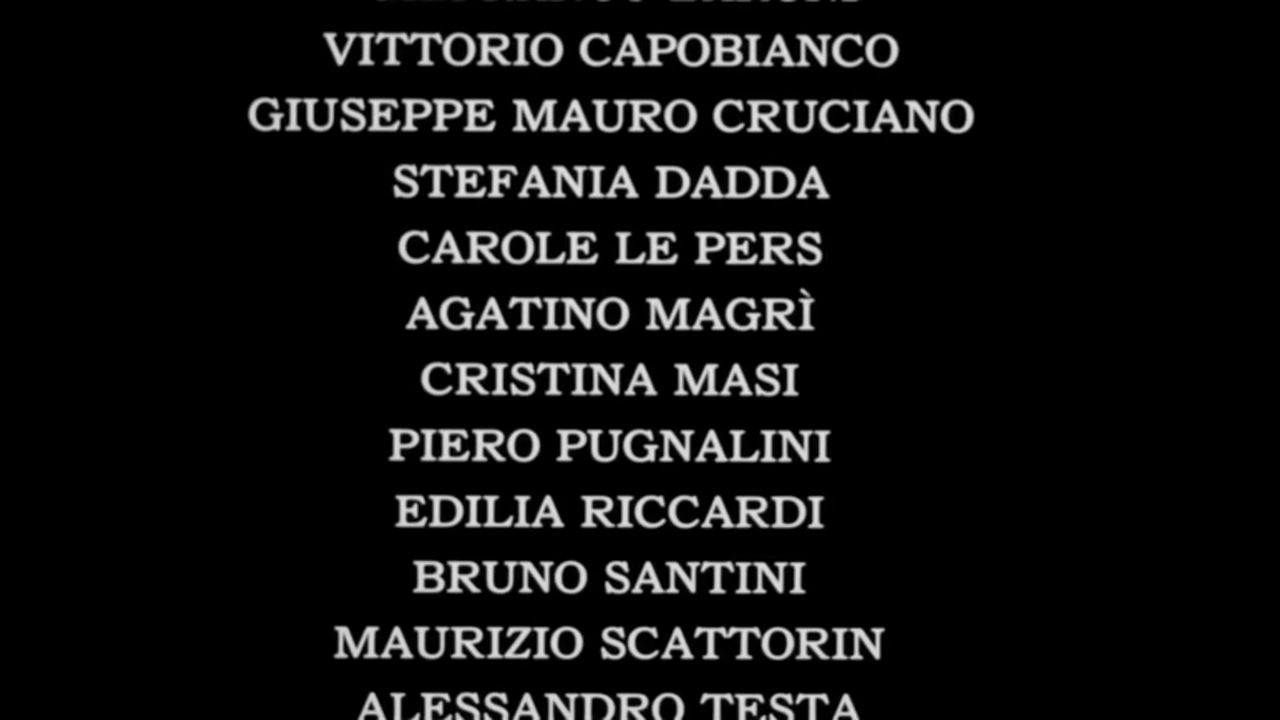 VITTORIO CAPOBIANCO
GIUSEPPE MAURO CRUCIANO
STEFANIA DADDA
CAROLE LE PERS
AGATINO MAGRÌ
CRISTINA MASI
PIERO PUGNALINI
EDILIA RICCARDI
BRUNO SANTINI
MAURIZIO SCATTORIN
ALESSANDRO TESTA